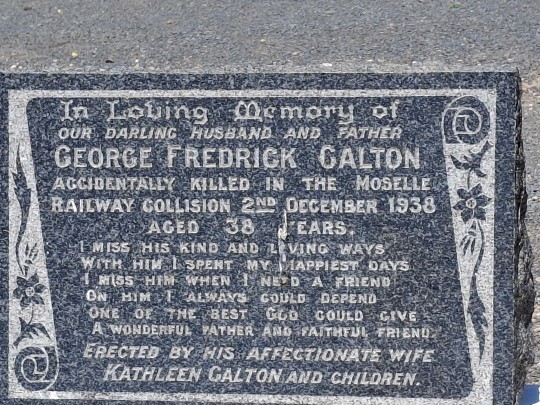 In Loving Memory of
OUR DARLING HUSBAND AND FATHER
GEORGE FREDRICK GALTON
ACCIDENTALLY KILLED IN THE MOSELLE
RAILWAY COLLISION 2ND DECEMBER 1938
AGED 38 YEARS.
I MISS HIS KIND AND LOVING WAYS
WITH HIM I SPENT MY HAPPIEST DAYS
I MISS HIM WHEN I NEED A FRIEND
ON HIM I ALWAYS COULD DEPEND
ONE OF THE BEST GOD COULD GIVE
A WONDERFUL FATHER AND FAITHFUL FRIEND.
ERECTED BY HIS AFFECTIONATE WIFE
KATHLEEN GALTON AND CHILDREN.